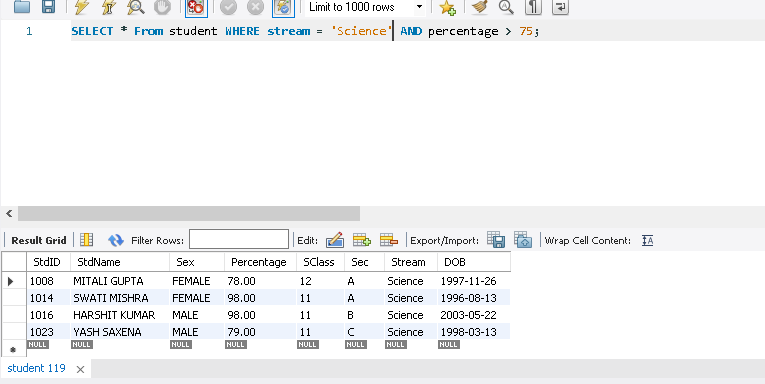 Limit to 1000 rows
1 SELECT * From student WHERE stream = 'Science' AND percentage > 75;
Result Grid Filter Rows: Edit: Export/Import: Wrap Cell Content:
StdID StdName Sex Percentage SClass Sec Stream DOB
1008 MITALI GUPTA FEMALE 78.00 12 A Science 1997-11-26
1014 SWATI MISHRA FEMALE 98.00 11 A Science 1996-08-13
1016 HARSHIT KUMAR MALE 98.00 11 B Science 2003-05-22
1023 YASH SAXENA MALE 79.00 11 C Science 1998-03-13
NULL NULL NULL NULL NULL NULL NULL NULL
student 119